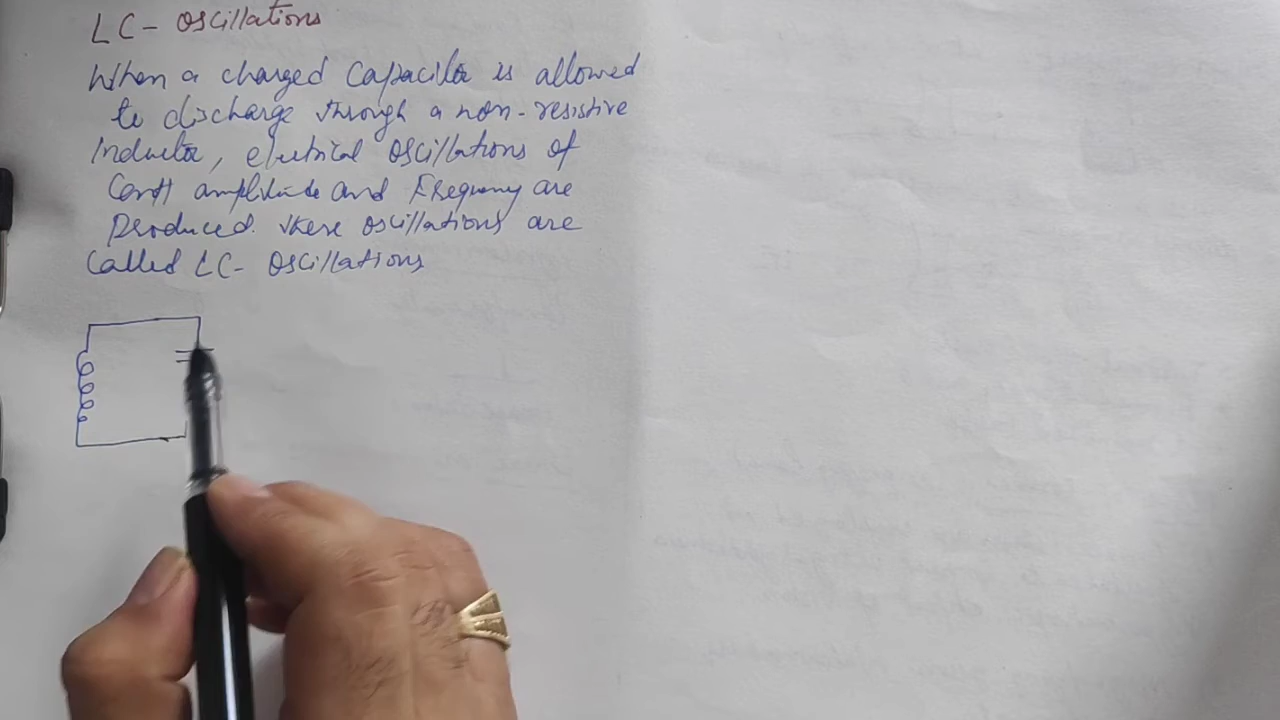 LC- Oscillations
When a charged Capacitor is allowed
to discharge through a non-resistive
Inductor, electrical oscillations of
Const amplitude and Frequency are
produced. these oscillations are
Called LC- Oscillations